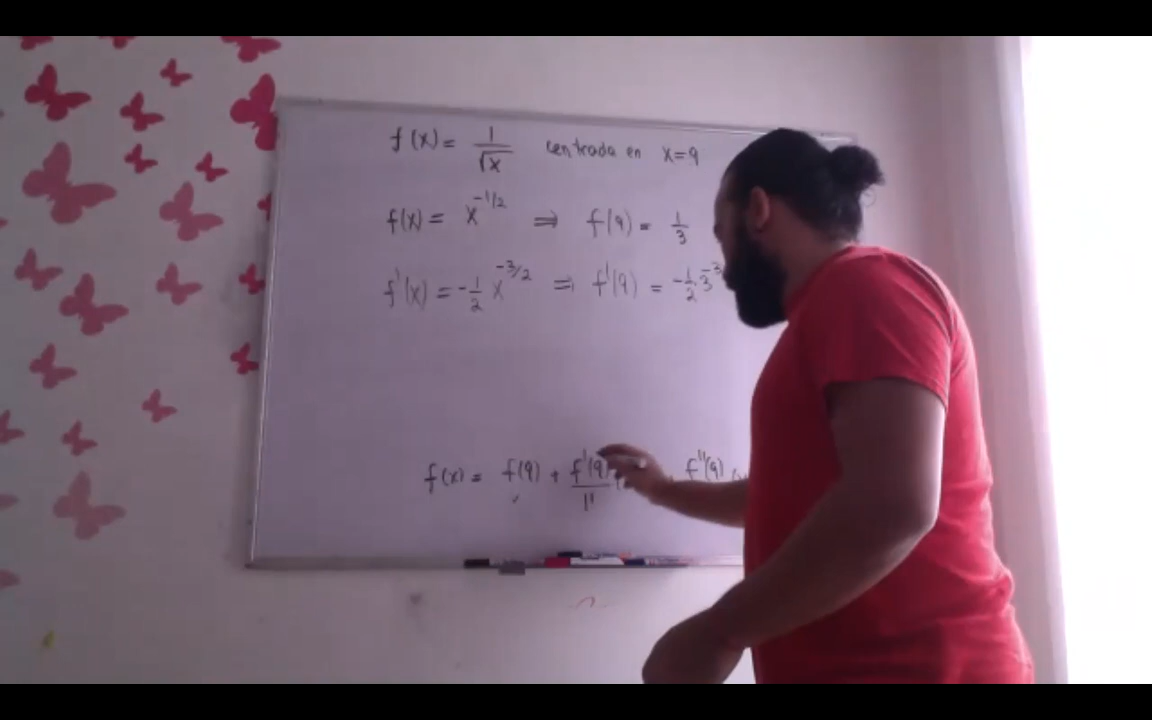 f(x) = 1/√x centrada en x=9
f(x) = x^(-1/2) ⇒ f(9) = 1/3
f'(x) = -1/2 x^(-3/2) ⇒ f'(9) = -1/2 · 3^-3
f(x) = f(9) + f'(9)/1! f''(9)